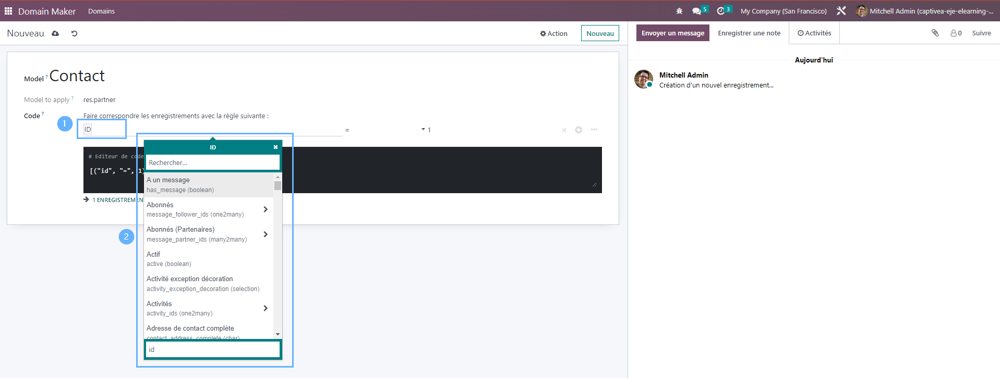 Domain Maker Domains 5 3 My Company (San Francisco) Mitchell Admin (captivea-eje-elearning-...
Nouveau Action Nouveau
Envoyer un message Enregistrer une note Activités 0 Suivre
Aujourd'hui
Mitchell Admin
Création d'un nouvel enregistrement...
Model ? Contact
Model to apply ? res.partner
Code ? Faire correspondre les enregistrements avec la règle suivante :
1 ID = 1
# Editeur de code
[("id", "=", 1)
1 ENREGISTREMENT
2
ID
Rechercher...
A un message
has_message (boolean)
Abonnés
message_follower_ids (one2many)
Abonnés (Partenaires)
message_partner_ids (many2many)
Actif
active (boolean)
Activité exception décoration
activity_exception_decoration (selection)
Activités
activity_ids (one2many)
Adresse de contact complète
contact_address_complete (char)
id